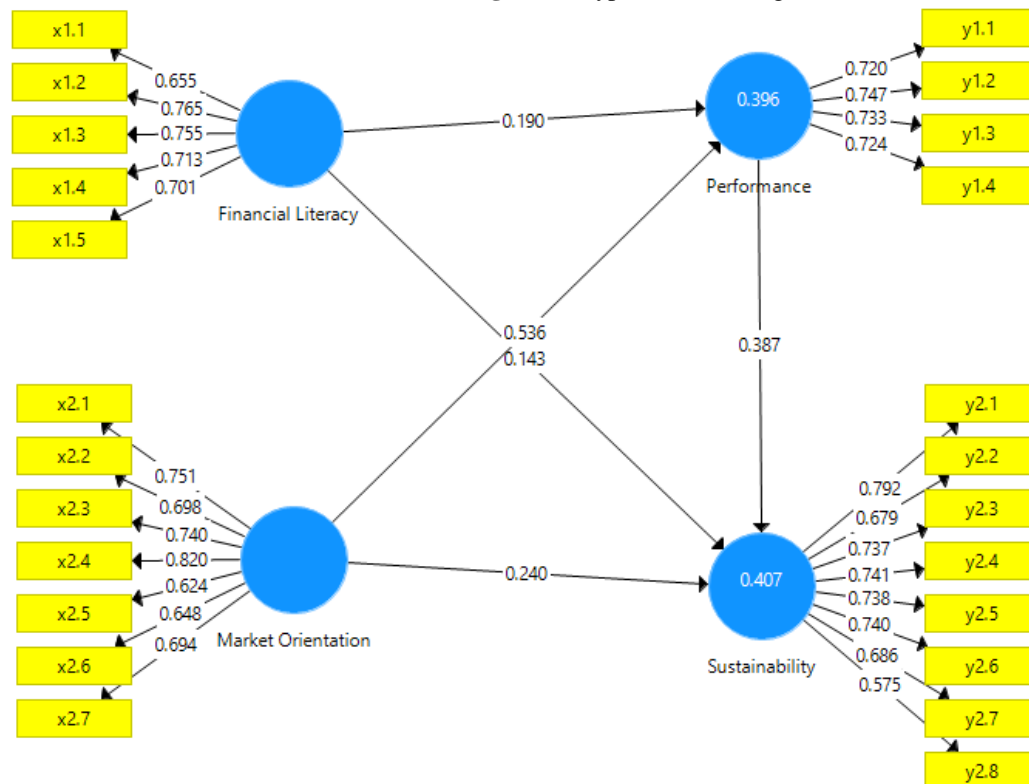 x1.1
x1.2
x1.3
x1.4
x1.5
0.655
0.765
0.755
0.713
0.701
Financial Literacy
0.190
0.396
Performance
0.720
0.747
0.733
0.724
y1.1
y1.2
y1.3
y1.4
0.536
0.143
0.387
x2.1
x2.2
x2.3
x2.4
x2.5
x2.6
x2.7
0.751
0.698
0.740
0.820
0.624
0.648
0.694
Market Orientation
0.240
0.407
Sustainability
0.792
0.679
0.737
0.741
0.738
0.740
0.686
0.575
y2.1
y2.2
y2.3
y2.4
y2.5
y2.6
y2.7
y2.8